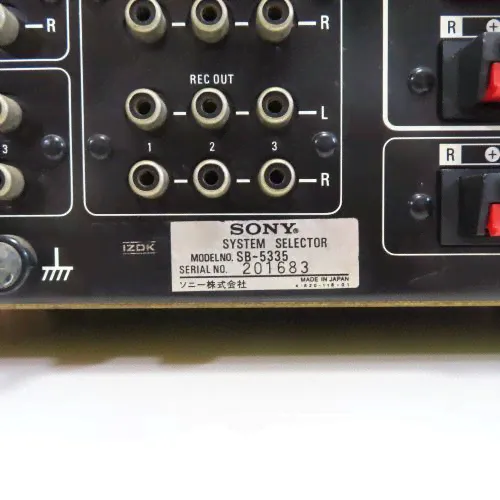 R
R
R
REC OUT
L
3
1
2
3
R
R
IZDK
SONY®
SYSTEM SELECTOR
MODEL NO. SB-5335
SERIAL NO. 201683
ソニー株式会社
MADE IN JAPAN